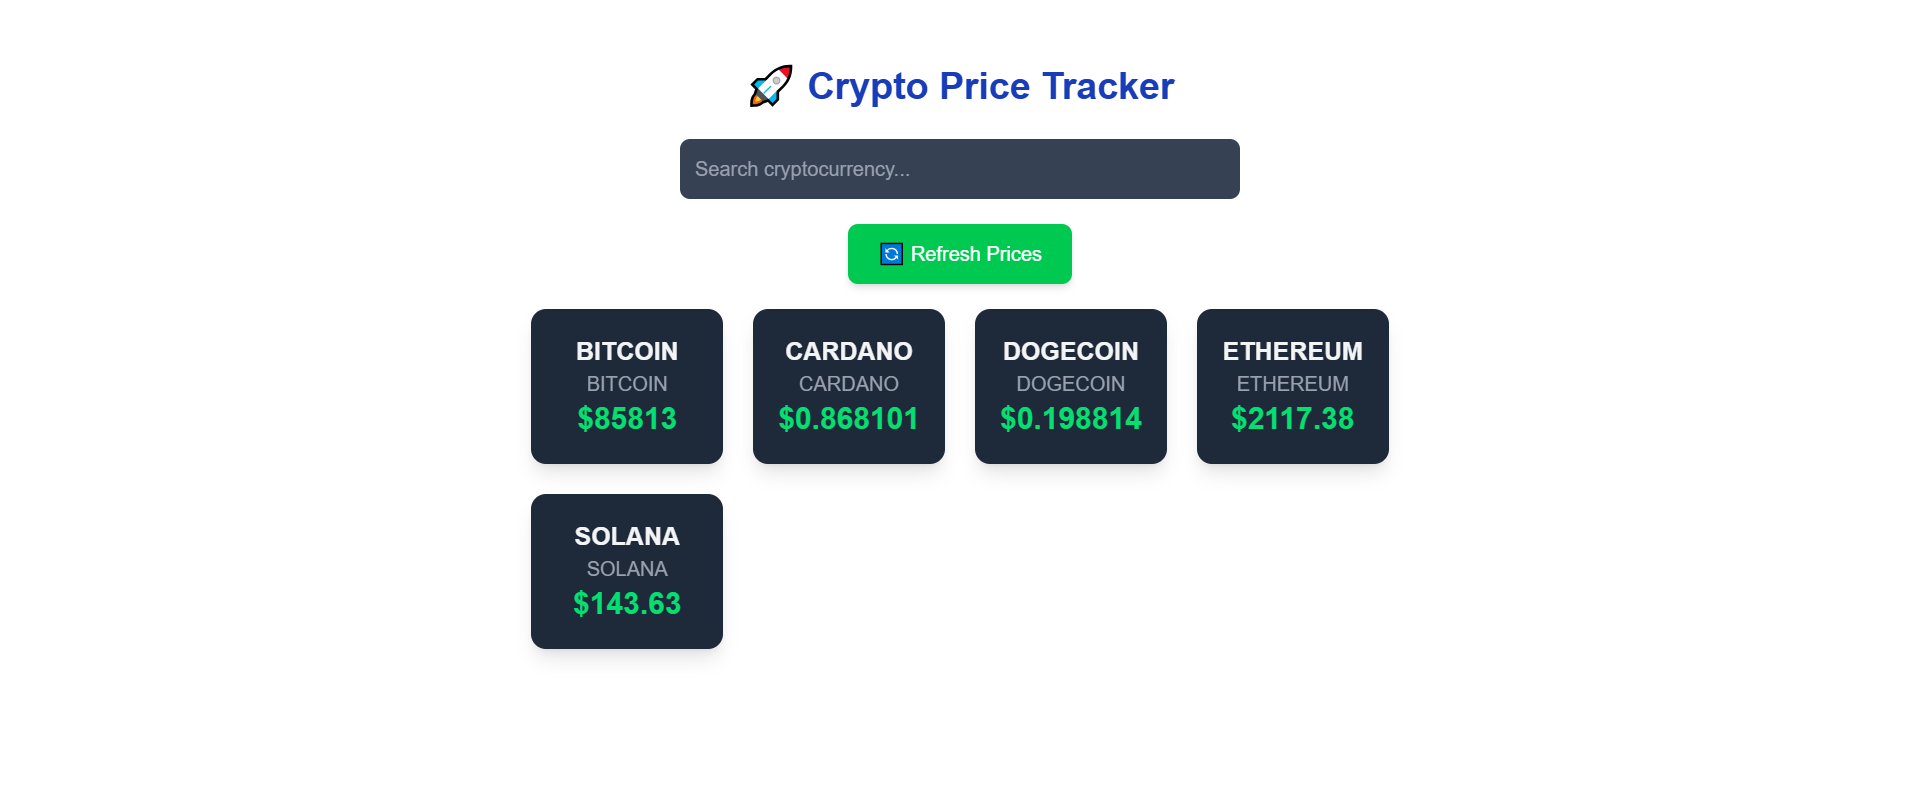 🚀 Crypto Price Tracker
Search cryptocurrency...
🔄 Refresh Prices
BITCOIN
BITCOIN
$85813
CARDANO
CARDANO
$0.868101
DOGECOIN
DOGECOIN
$0.198814
ETHEREUM
ETHEREUM
$2117.38
SOLANA
SOLANA
$143.63